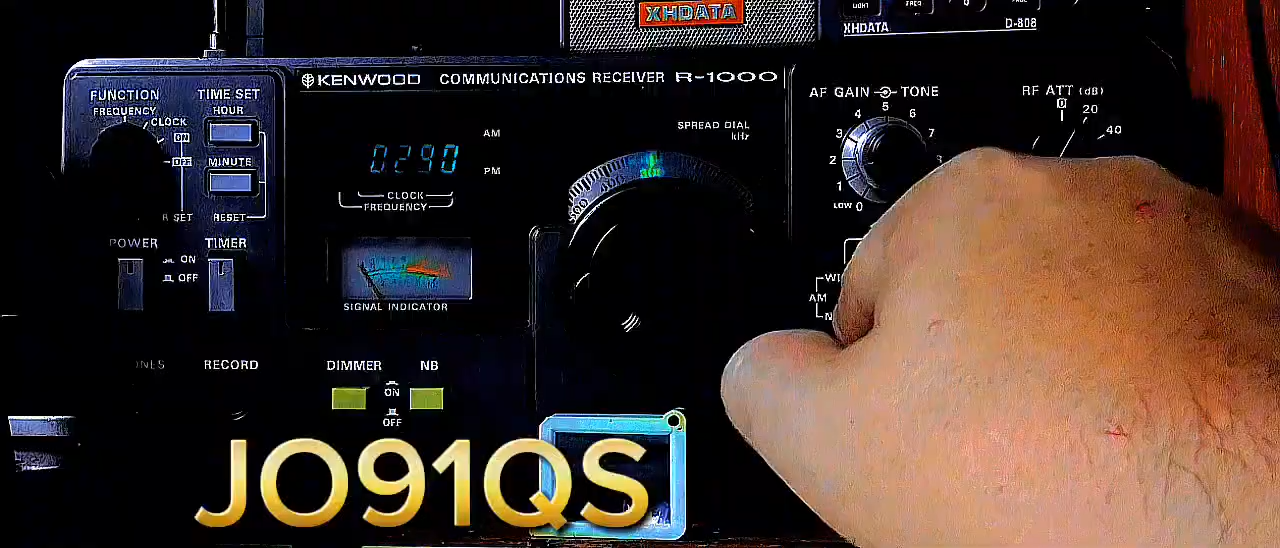 XHDATA
LIGHT
XHDATA D-808
KENWOOD COMMUNICATIONS RECEIVER R-1000
FUNCTION
FREQUENCY
CLOCK
ON
OFF
TIME SET
HOUR
MINUTE
RESET
POWER
ON
OFF
TIMER
AM
PM
0290
CLOCK
FREQUENCY
SIGNAL INDICATOR
SPREAD DIAL
kHz
AF GAIN TONE
LOW 0 1 2 3 4 5 6 7
RF ATT (dB)
0 20 40
AM
RECORD
DIMMER
NB
ON
OFF
JO91QS